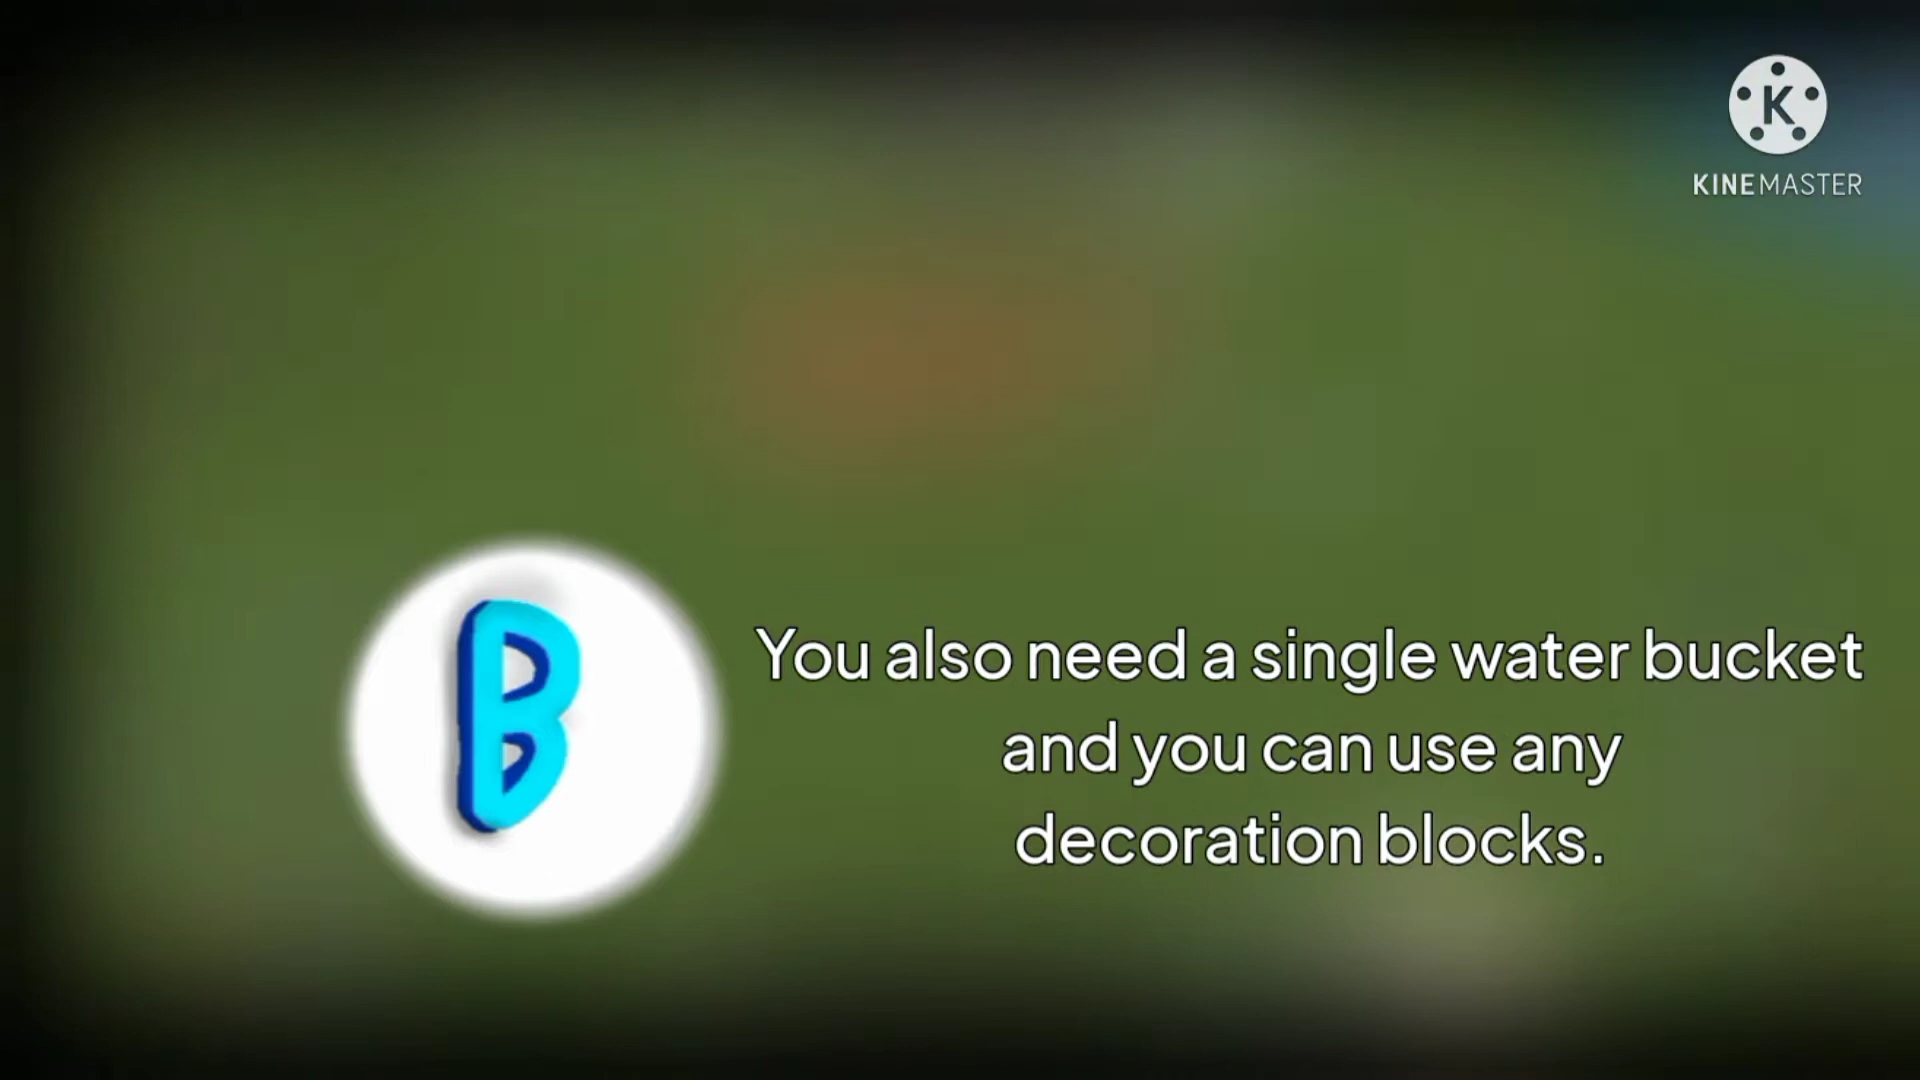 K
KINEMASTER
B
You also need a single water bucket
and you can use any
decoration blocks.